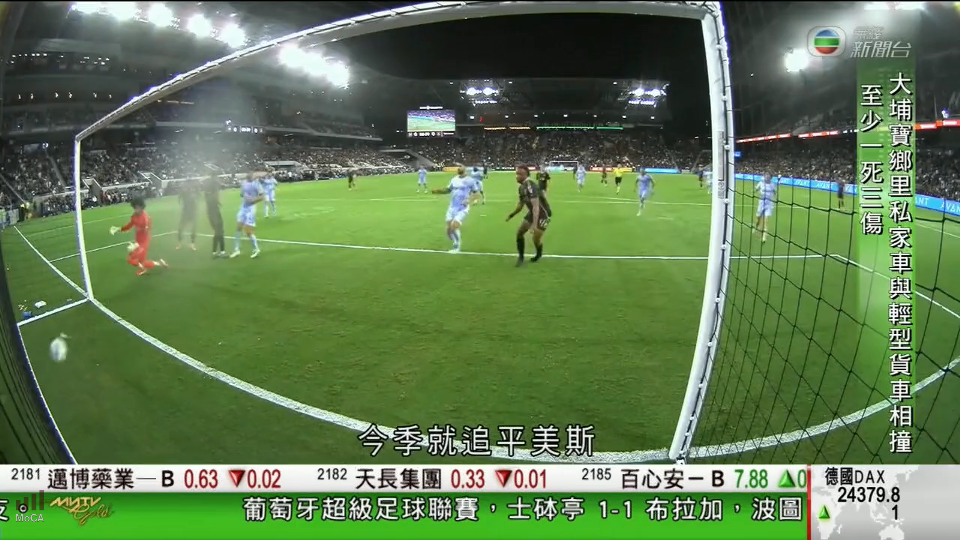 無綫新聞台
大埔寶鄉里私家車與輕型貨車相撞
至少一死三傷
今季就追平美斯
2181 邁博藥業—B 0.63 ▼0.02 2182 天長集團 0.33 ▼0.01 2185 百心安－B 7.88 ▲0
德國DAX
24379.8
▲ 1
葡萄牙超級足球聯賽，士砵亭 1-1 布拉加，波圖
MYTV Gold
MoCA